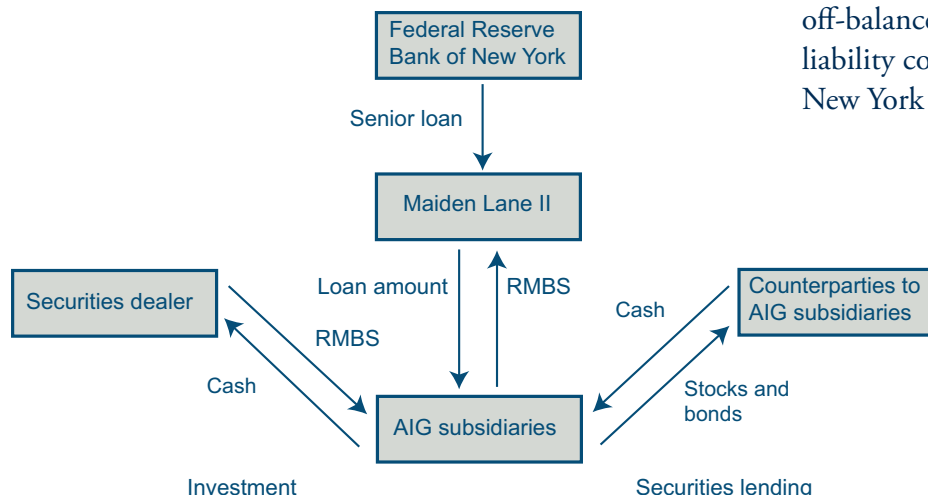 off-balance
liability co
New York
Federal Reserve
Bank of New York
Senior loan
Maiden Lane II
Securities dealer
Loan amount
RMBS
Cash
Counterparties to
AIG subsidiaries
RMBS
Cash
Stocks and
bonds
AIG subsidiaries
Investment
Securities lending